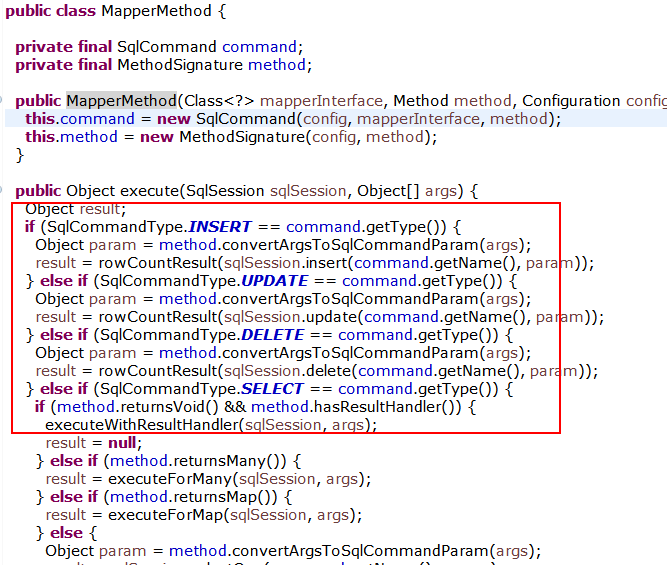 public class MapperMethod {
private final SqlCommand command;
private final MethodSignature method;
public MapperMethod(Class<?> mapperInterface, Method method, Configuration config
this.command = new SqlCommand(config, mapperInterface, method);
this.method = new MethodSignature(config, method);
}
public Object execute(SqlSession sqlSession, Object[] args) {
Object result;
if (SqlCommandType.INSERT == command.getType()) {
Object param = method.convertArgsToSqlCommandParam(args);
result = rowCountResult(sqlSession.insert(command.getName(), param));
} else if (SqlCommandType.UPDATE == command.getType()) {
Object param = method.convertArgsToSqlCommandParam(args);
result = rowCountResult(sqlSession.update(command.getName(), param));
} else if (SqlCommandType.DELETE == command.getType()) {
Object param = method.convertArgsToSqlCommandParam(args);
result = rowCountResult(sqlSession.delete(command.getName(), param));
} else if (SqlCommandType.SELECT == command.getType()) {
if (method.returnsVoid() && method.hasResultHandler()) {
executeWithResultHandler(sqlSession, args);
result = null;
} else if (method.returnsMany()) {
result = executeForMany(sqlSession, args);
} else if (method.returnsMap()) {
result = executeForMap(sqlSession, args);
} else {
Object param = method.convertArgsToSqlCommandParam(args);